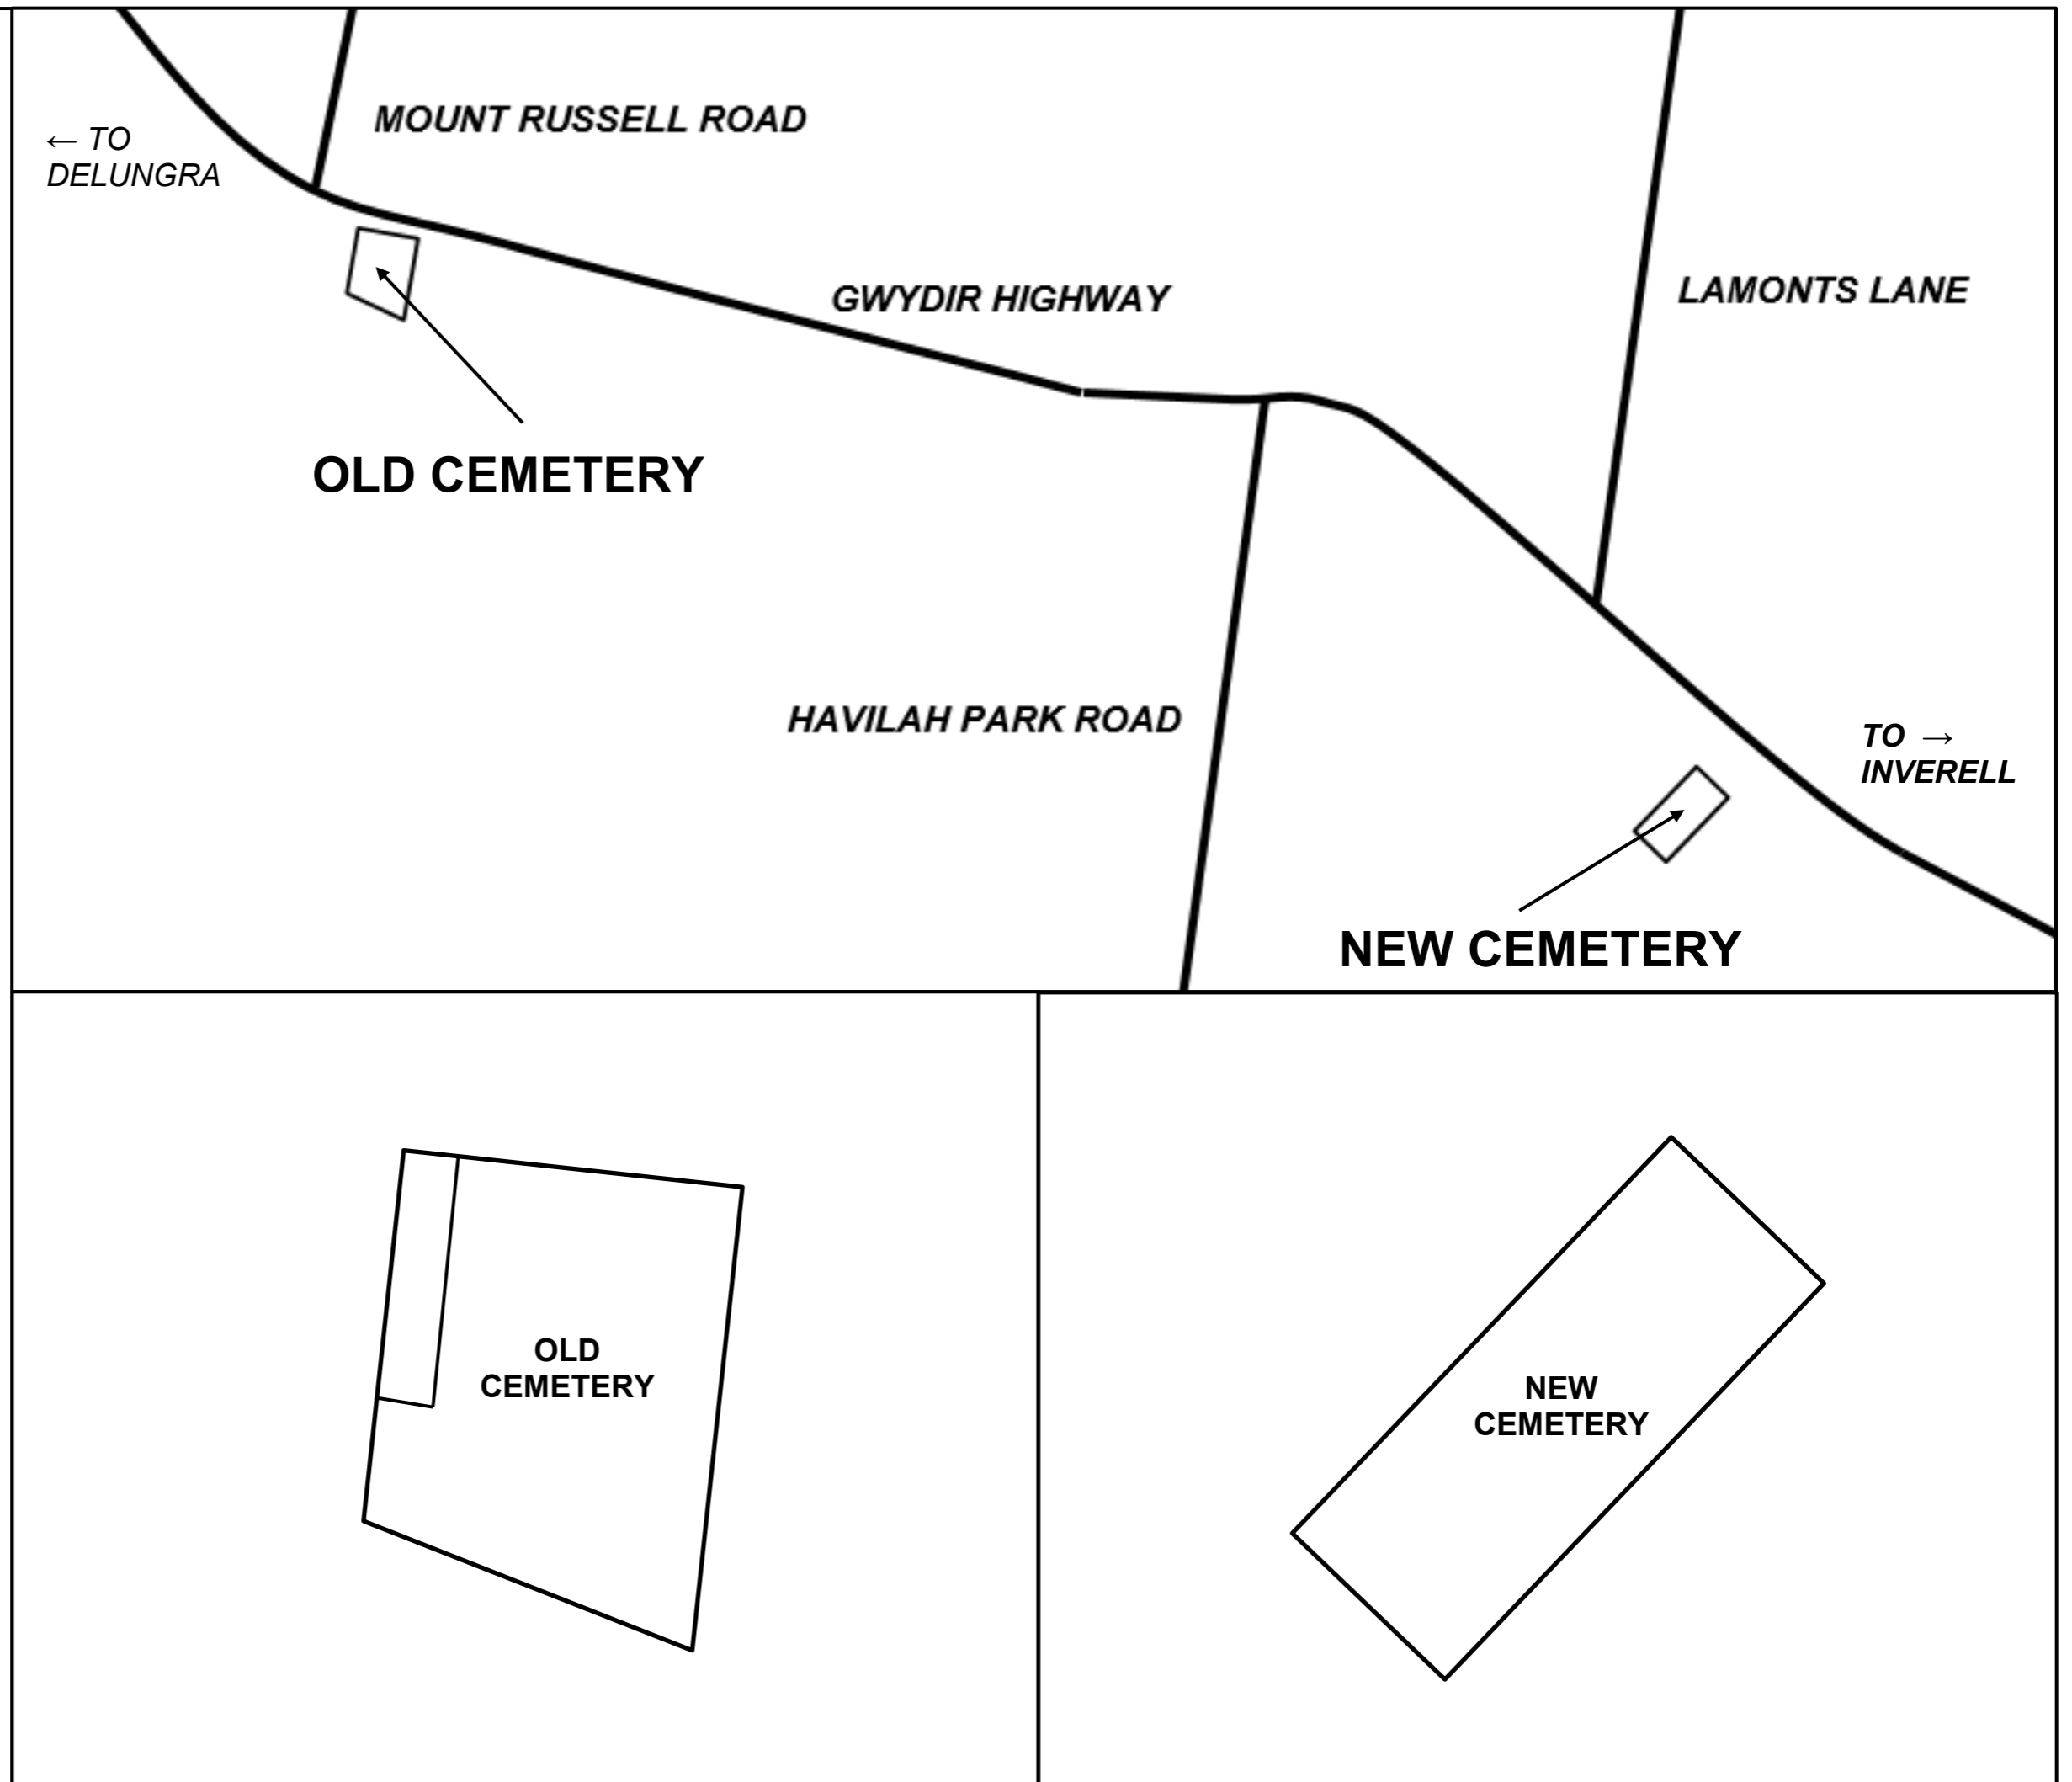 MOUNT RUSSELL ROAD
← TO
DELUNGRA
GWYDIR HIGHWAY
LAMONTS LANE
OLD CEMETERY
HAVILAH PARK ROAD
TO →
INVERELL
NEW CEMETERY
OLD
CEMETERY
NEW
CEMETERY